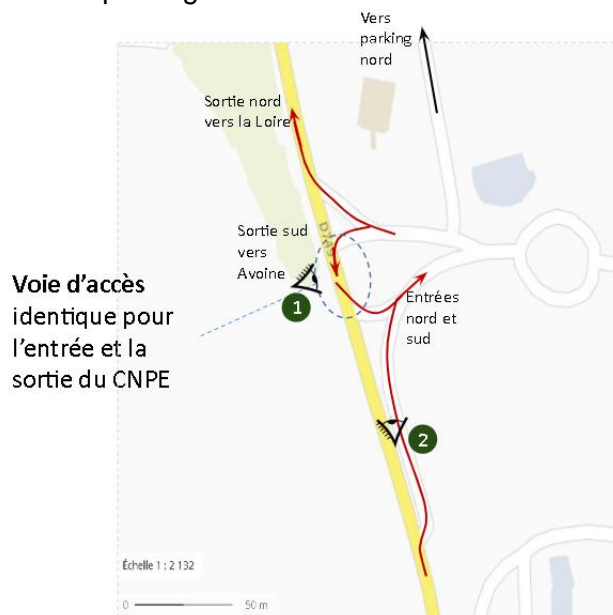 Vers
parking
nord
Sortie nord
vers la Loire
D 749
Sortie sud
vers
Avoine
Voie d’accès
identique pour
l’entrée et la
sortie du CNPE
1
Entrées
nord et
sud
2
Échelle 1 : 2 132
0
50 m